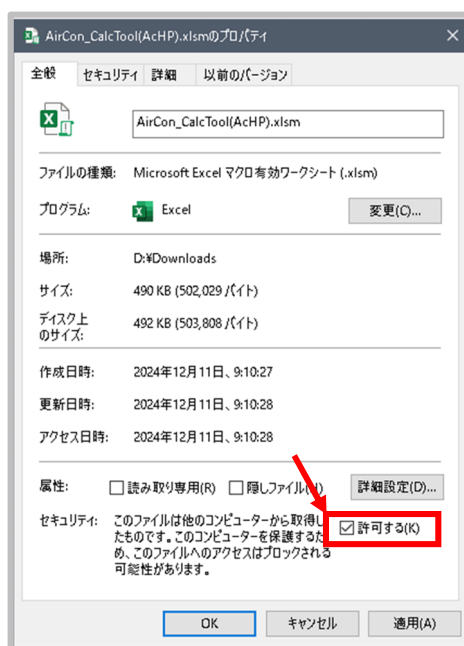 AirCon_CalcTool(AcHP).xlsmのプロパティ
全般 セキュリティ 詳細 以前のバージョン
AirCon_CalcTool(AcHP).xlsm
ファイルの種類: Microsoft Excel マクロ有効ワークシート (.xlsm)
プログラム: Excel 変更(C)...
場所: D:¥Downloads
サイズ: 490 KB (502,029 バイト)
ディスク上
のサイズ: 492 KB (503,808 バイト)
作成日時: 2024年12月11日、9:10:27
更新日時: 2024年12月11日、9:10:28
アクセス日時: 2024年12月11日、9:10:28
属性: 読み取り専用(R) 隠しファイル(H) 詳細設定(D)...
セキュリティ: このファイルは他のコンピューターから取得し 許可する(K)
たものです。このコンピューターを保護するた
め、このファイルへのアクセスはブロックされる
可能性があります。
OK キャンセル 適用(A)